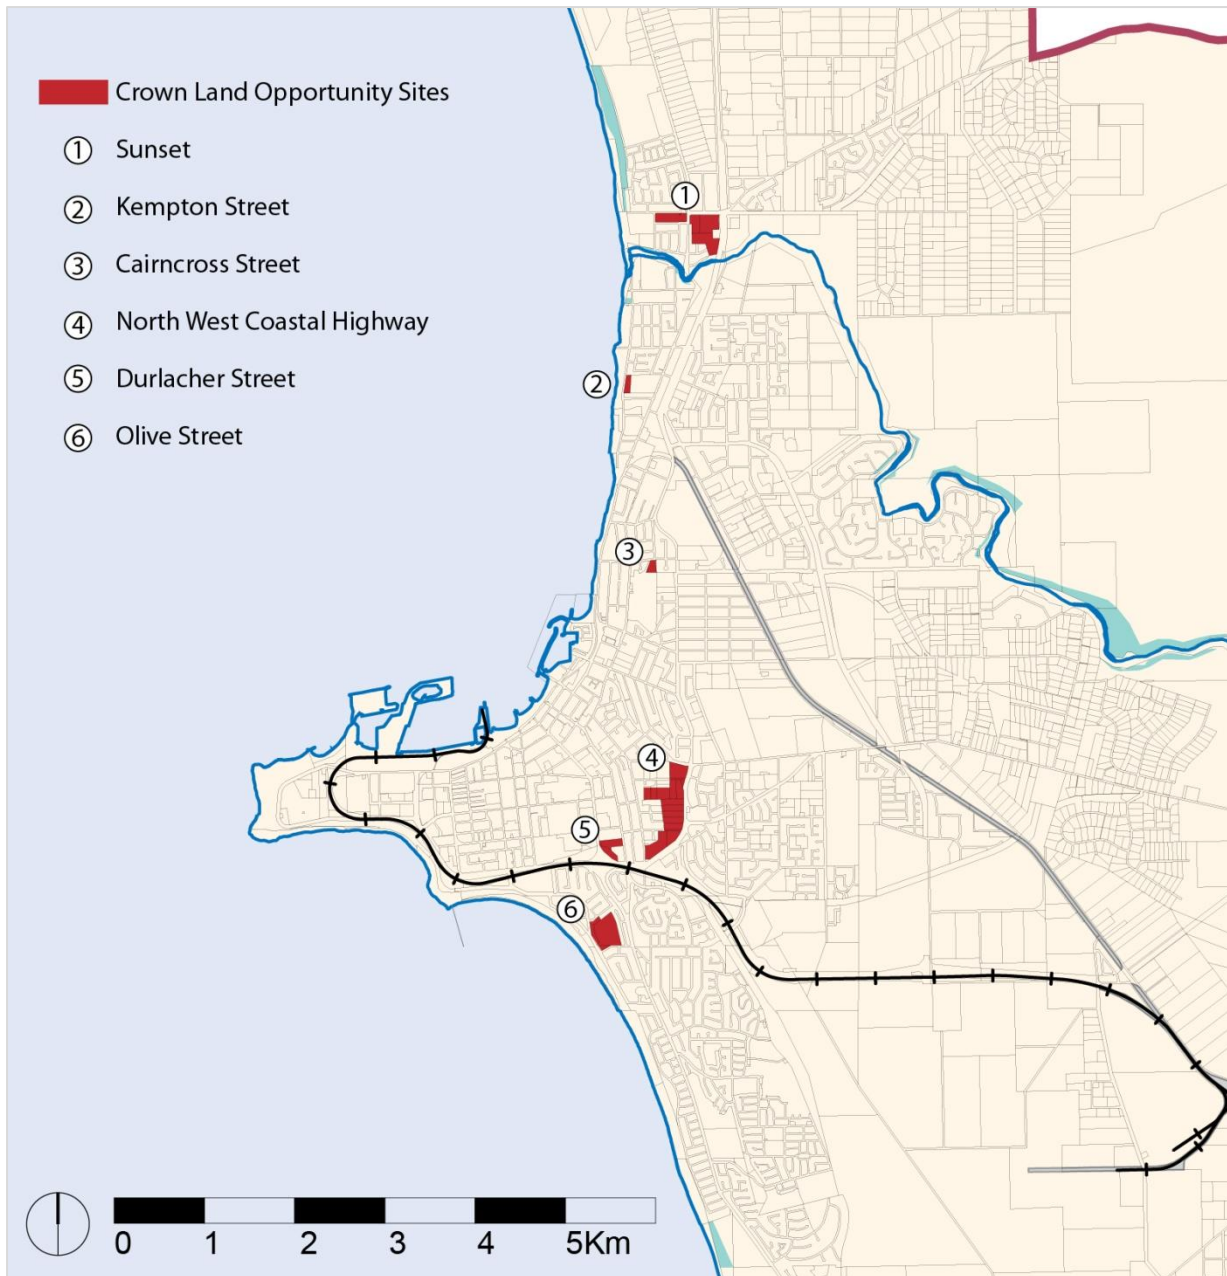 Crown Land Opportunity Sites
1 Sunset
2 Kempton Street
3 Cairncross Street
4 North West Coastal Highway
5 Durlacher Street
6 Olive Street
1
2
3
4
5
6
0 1 2 3 4 5Km